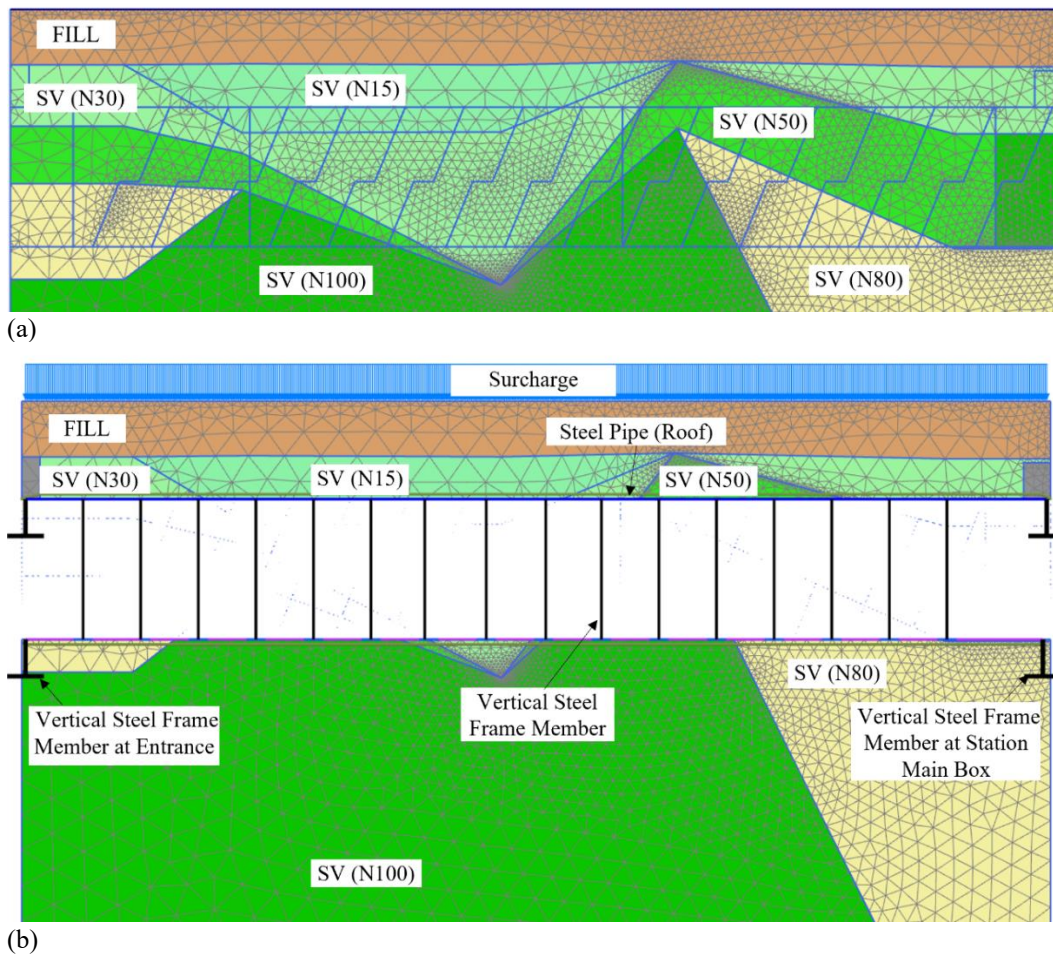 FILL
SV (N30)
SV (N15)
SV (N50)
SV (N100)
SV (N80)
(a)
Surcharge
FILL
Steel Pipe (Roof)
SV (N30)
SV (N15)
SV (N50)
SV (N80)
Vertical Steel Frame
Member at Entrance
Vertical Steel
Frame Member
Vertical Steel Frame
Member at Station
Main Box
SV (N100)
(b)